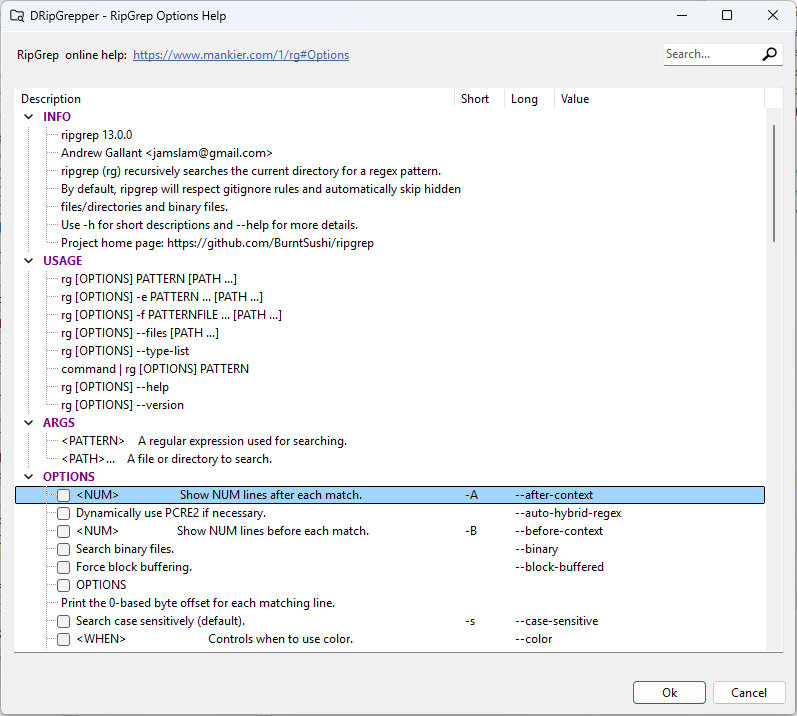 DRipGrepper - RipGrep Options Help
RipGrep online help: https://www.mankier.com/1/rg#Options
Search...
Description Short Long Value
INFO
ripgrep 13.0.0
Andrew Gallant <jamslam@gmail.com>
ripgrep (rg) recursively searches the current directory for a regex pattern.
By default, ripgrep will respect gitignore rules and automatically skip hidden
files/directories and binary files.
Use -h for short descriptions and --help for more details.
Project home page: https://github.com/BurntSushi/ripgrep
USAGE
rg [OPTIONS] PATTERN [PATH ...]
rg [OPTIONS] -e PATTERN ... [PATH ...]
rg [OPTIONS] -f PATTERNFILE ... [PATH ...]
rg [OPTIONS] --files [PATH ...]
rg [OPTIONS] --type-list
command | rg [OPTIONS] PATTERN
rg [OPTIONS] --help
rg [OPTIONS] --version
ARGS
<PATTERN> A regular expression used for searching.
<PATH>... A file or directory to search.
OPTIONS
<NUM> Show NUM lines after each match. -A --after-context
Dynamically use PCRE2 if necessary. --auto-hybrid-regex
<NUM> Show NUM lines before each match. -B --before-context
Search binary files. --binary
Force block buffering. --block-buffered
OPTIONS
Print the 0-based byte offset for each matching line.
Search case sensitively (default). -s --case-sensitive
<WHEN> Controls when to use color. --color
Ok Cancel